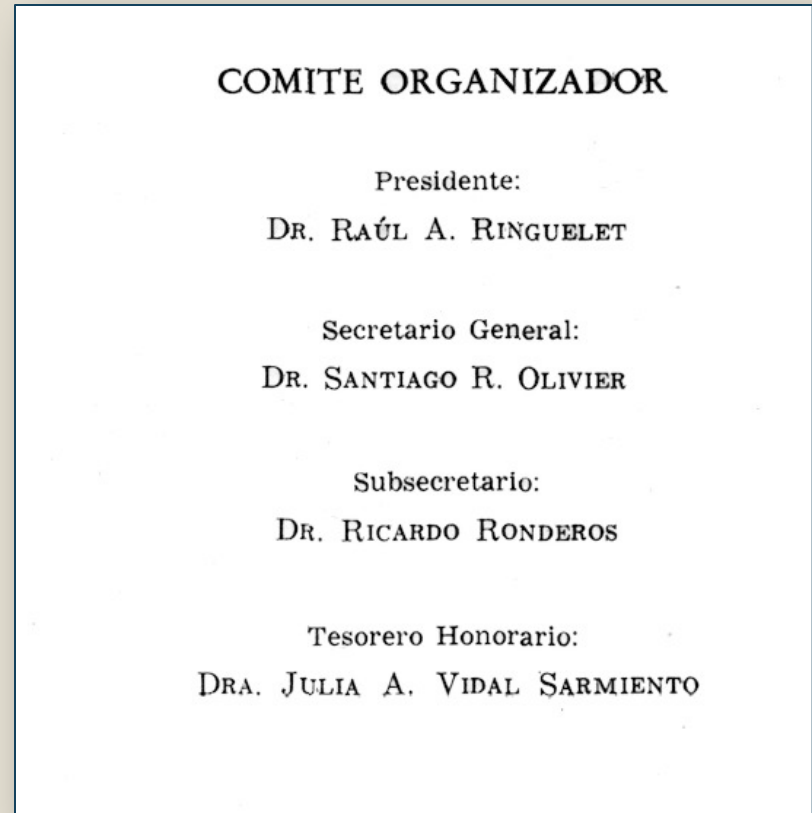 COMITE ORGANIZADOR
Presidente:
DR. RAÚL A. RINGUELET
Secretario General:
DR. SANTIAGO R. OLIVIER
Subsecretario:
DR. RICARDO RONDEROS
Tesorero Honorario:
DRA. JULIA A. VIDAL SARMIENTO